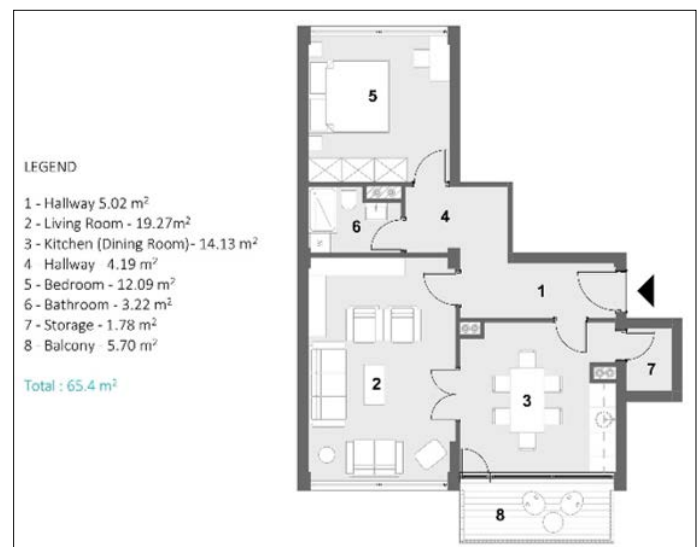 LEGEND
1 - Hallway 5.02 m²
2 - Living Room - 19.27m²
3 - Kitchen (Dining Room)- 14.13 m²
4 Hallway 4.19 m²
5 - Bedroom - 12.09 m²
6 - Bathroom - 3.22 m²
7 - Storage - 1.78 m²
8 Balcony 5.70 m²
Total : 65.4 m²
5
4
6
1
2
3
7
8